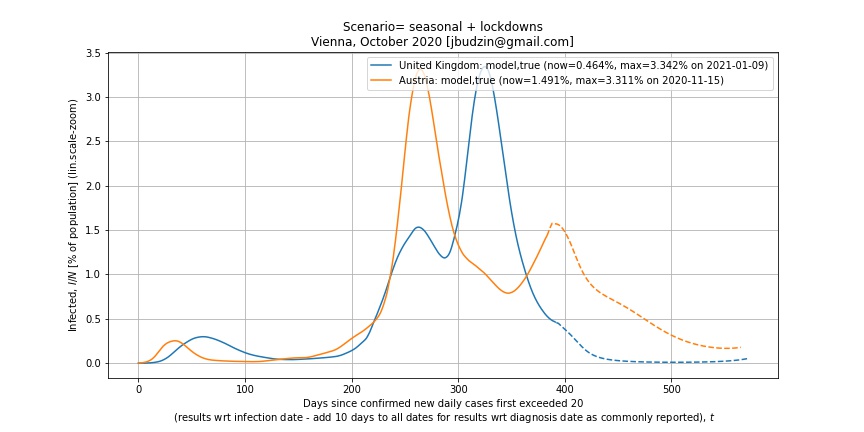 Scenario= seasonal + lockdowns
Vienna, October 2020 [jbudzin@gmail.com]
United Kingdom: model,true (now=0.464%, max=3.342% on 2021-01-09)
Austria: model,true (now=1.491%, max=3.311% on 2020-11-15)
Infected, I/N [% of population] (lin.scale-zoom)
3.5
3.0
2.5
2.0
1.5
1.0
0.5
0.0
0
100
200
300
400
500
Days since confirmed new daily cases first exceeded 20
(results wrt infection date - add 10 days to all dates for results wrt diagnosis date as commonly reported), t